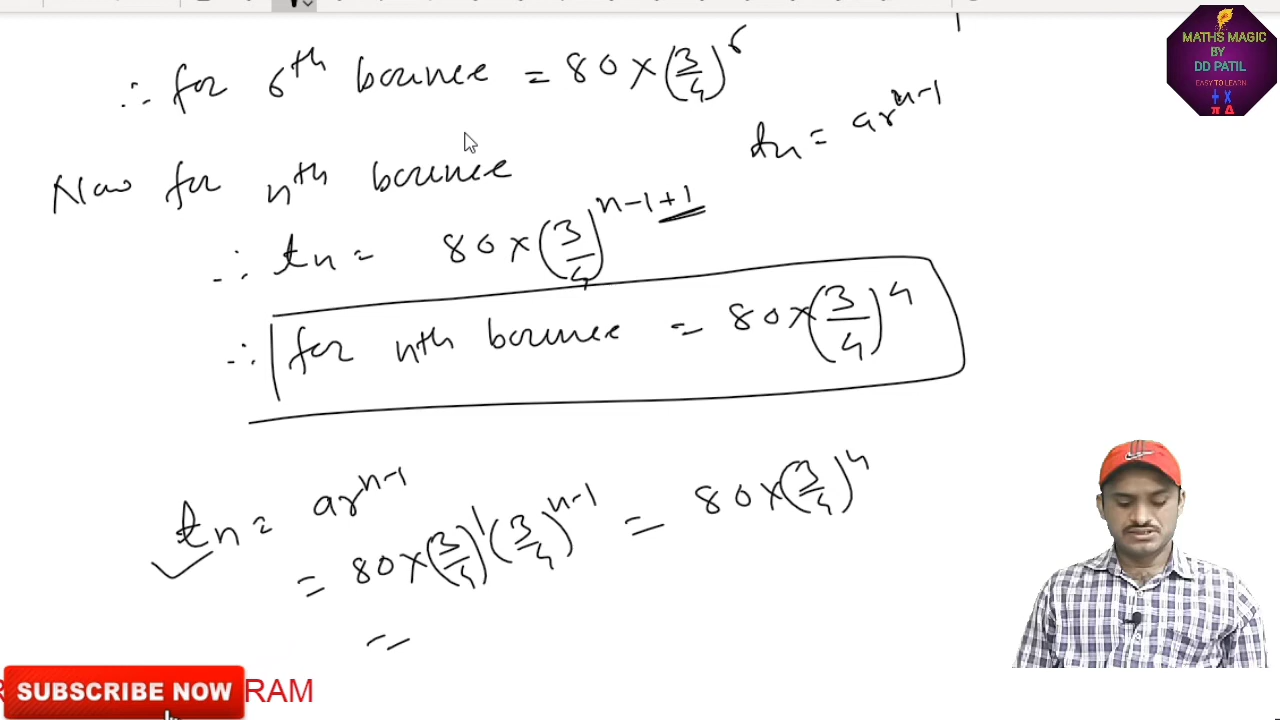 ∴ for 6th bounce = 80 × (3/4)^6
MATHS MAGIC
BY
DD PATIL
EASY TO LEARN
+ X
π Δ
tn = ar^n-1
Now for nth bounce
∴ tn = 80 × (3/4)^n-1+1
∴ for nth bounce = 80 × (3/4)^n
tn = ar^n-1
= 80 × (3/4)^1 (3/4)^n-1 = 80 × (3/4)^n
=
SUBSCRIBE NOW RAM